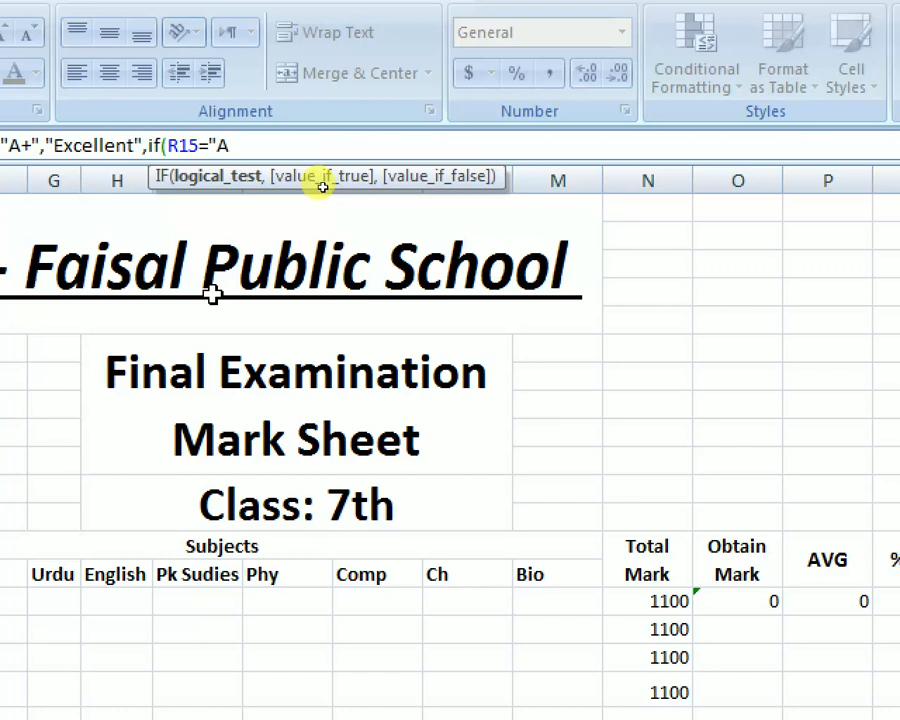 Wrap Text
General
Merge & Center
$ % ,
Conditional Formatting
Format as Table
Cell Styles
Alignment
Number
Styles
"A+","Excellent",if(R15="A
IF(logical_test, [value_if_true], [value_if_false])
G H M N O P
- Faisal Public School
Final Examination
Mark Sheet
Class: 7th
Subjects
Total Mark
Obtain Mark
AVG
%
Urdu English Pk Sudies Phy Comp Ch Bio
1100 0 0
1100
1100
1100